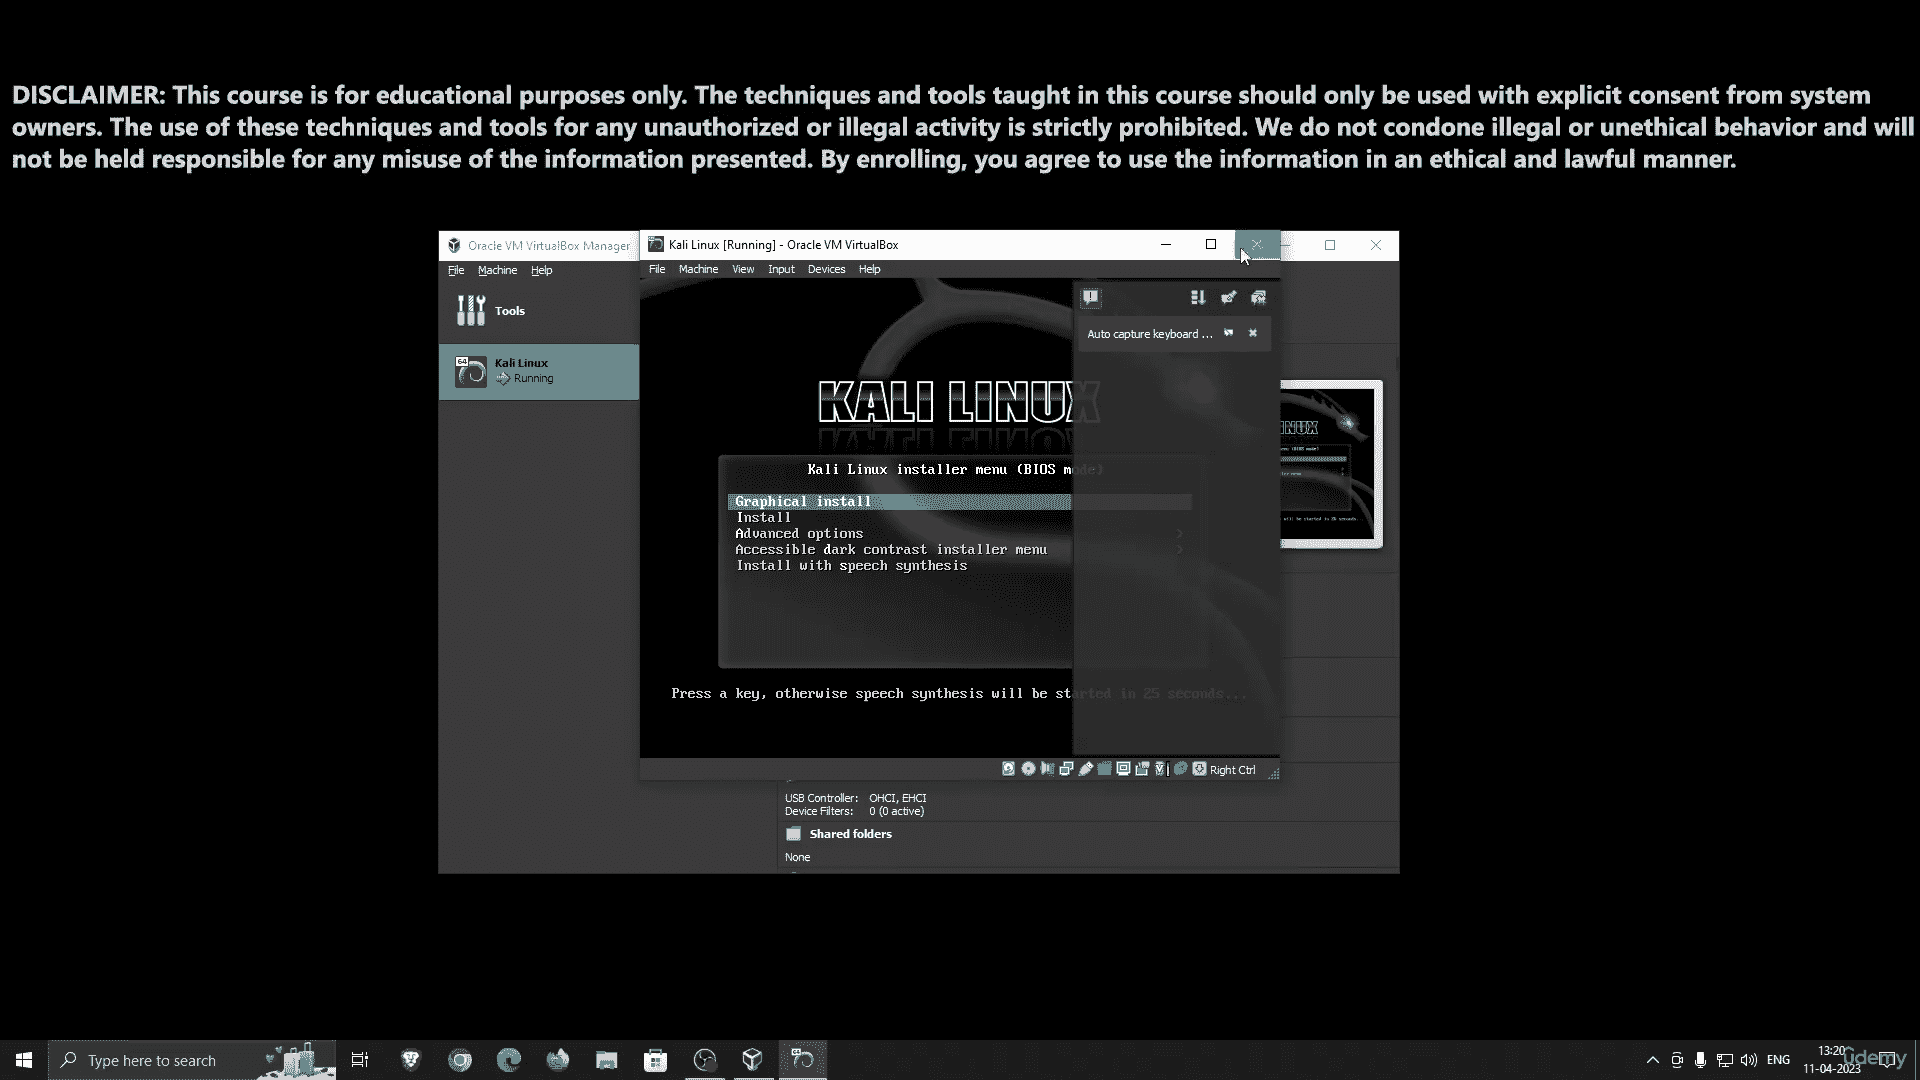 DISCLAIMER: This course is for educational purposes only. The techniques and tools taught in this course should only be used with explicit consent from system
owners. The use of these techniques and tools for any unauthorized or illegal activity is strictly prohibited. We do not condone illegal or unethical behavior and will
not be held responsible for any misuse of the information presented. By enrolling, you agree to use the information in an ethical and lawful manner.
Oracle VM VirtualBox Manager
File Machine Help
Tools
64
Kali Linux
Running
Kali Linux [Running] - Oracle VM VirtualBox
File Machine View Input Devices Help
Auto capture keyboard ...
KALI LINUX
Kali Linux installer menu (BIOS mode)
Graphical install
Install
Advanced options
Accessible dark contrast installer menu
Install with speech synthesis
Press a key, otherwise speech synthesis will be started in 25 seconds...
Right Ctrl
USB Controller: OHCI, EHCI
Device Filters: 0 (0 active)
Shared folders
None
Type here to search
ENG
13:20
11-04-2023
ûdemy